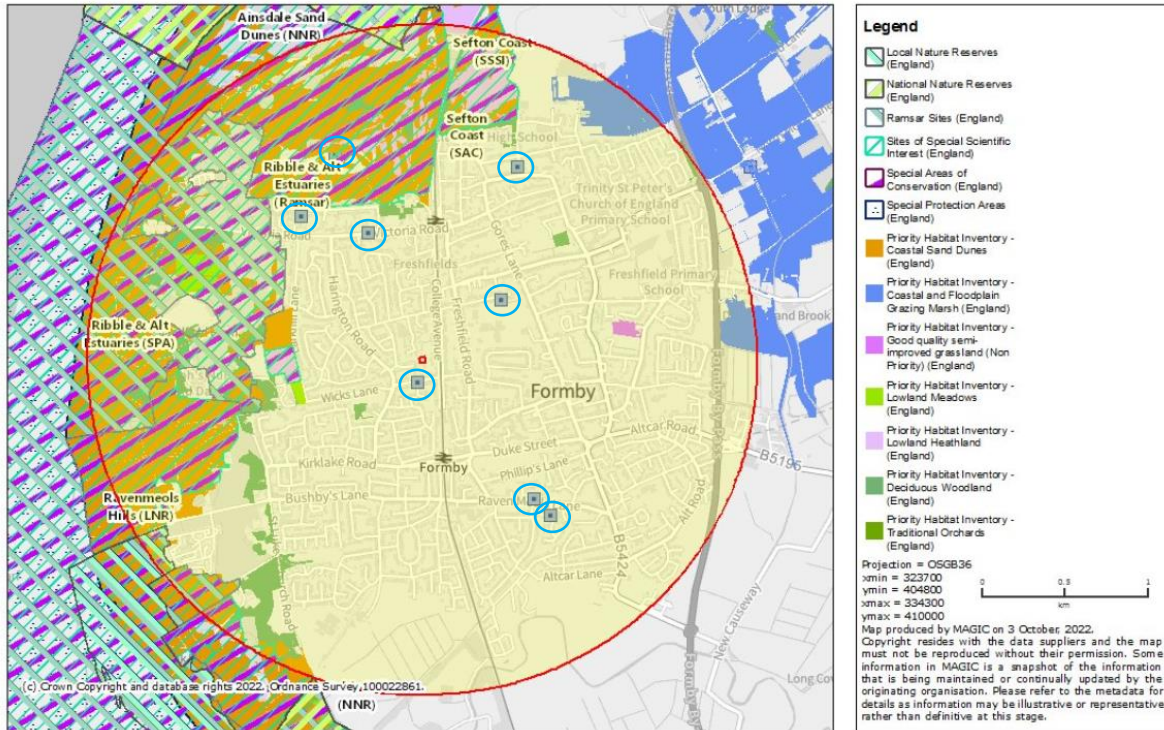 Ainsdale Sand
Dunes (NNR)
Sefton Coast
(SSSI)
Sefton
Coast
(SAC)
High School
Ribble & Alt
Estuaries
(Ramsar)
Trinity St Peter's
Church of England
Primary School
Victoria Road
Gores Lane
Freshfields
Freshfield Primary
School
Harington Road
College Avenue
Freshfield Road
Ribble & Alt
Estuaries (SPA)
Wicks Lane
Formby
Formby By-Pass
Duke Street
Altcar Road
B5195
Kirklake Road
Formby
Phillip's Lane
Ravenmeols
Hills (LNR)
Bushby's Lane
Alt Road
B5424
Altcar Lane
New Causeway
(c) Crown Copyright and database rights 2022. Ordnance Survey 100022861.
(NNR)
Legend
Local Nature Reserves
(England)
National Nature Reserves
(England)
Ramsar Sites (England)
Sites of Special Scientific
Interest (England)
Special Areas of
Conservation (England)
Special Protection Areas
(England)
Priority Habitat Inventory -
Coastal Sand Dunes
(England)
Priority Habitat Inventory -
Coastal and Floodplain
Grazing Marsh (England)
Priority Habitat Inventory -
Good quality semi-
improved grassland (Non
Priority) (England)
Priority Habitat Inventory -
Lowland Meadows
(England)
Priority Habitat Inventory -
Lowland Heathland
(England)
Priority Habitat Inventory -
Deciduous Woodland
(England)
Priority Habitat Inventory -
Traditional Orchards
(England)
Projection = OSGB36
xmin = 323700
ymin = 404800
xmax = 334300
ymax = 410000
0 0.5 1
km
Map produced by MAGIC on 3 October, 2022.
Copyright resides with the data suppliers and the map
must not be reproduced without their permission. Some
information in MAGIC is a snapshot of the information
that is being maintained or continually updated by the
originating organisation. Please refer to the metadata for
details as information may be illustrative or representative
rather than definitive at this stage.